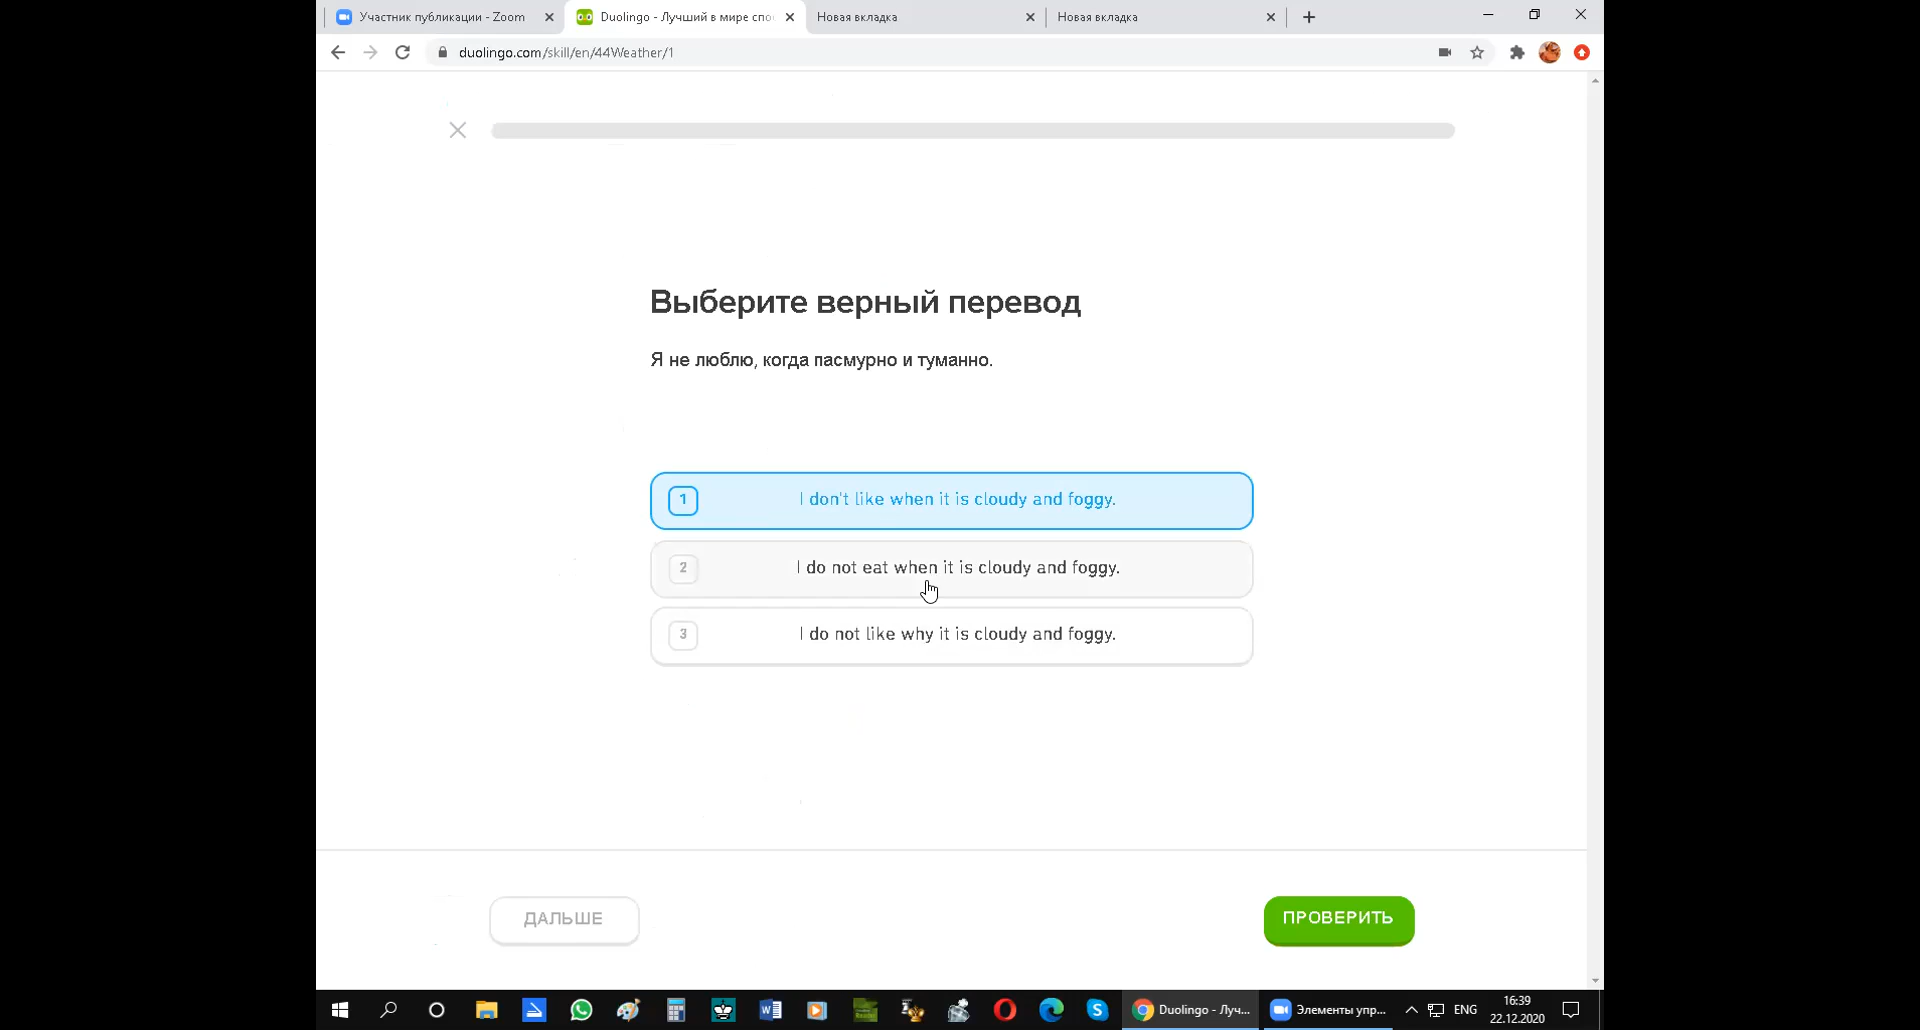 Участник публикации - Zoom
Duolingo - Лучший в мире спо
Новая вкладка
Новая вкладка
duolingo.com/skill/en/44Weather/1
Выберите верный перевод
Я не люблю, когда пасмурно и туманно.
1 I don't like when it is cloudy and foggy.
2 I do not eat when it is cloudy and foggy.
3 I do not like why it is cloudy and foggy.
ДАЛЬШЕ
ПРОВЕРИТЬ
Duolingo - Луч...
Элементы упр...
ENG
16:39
22.12.2020